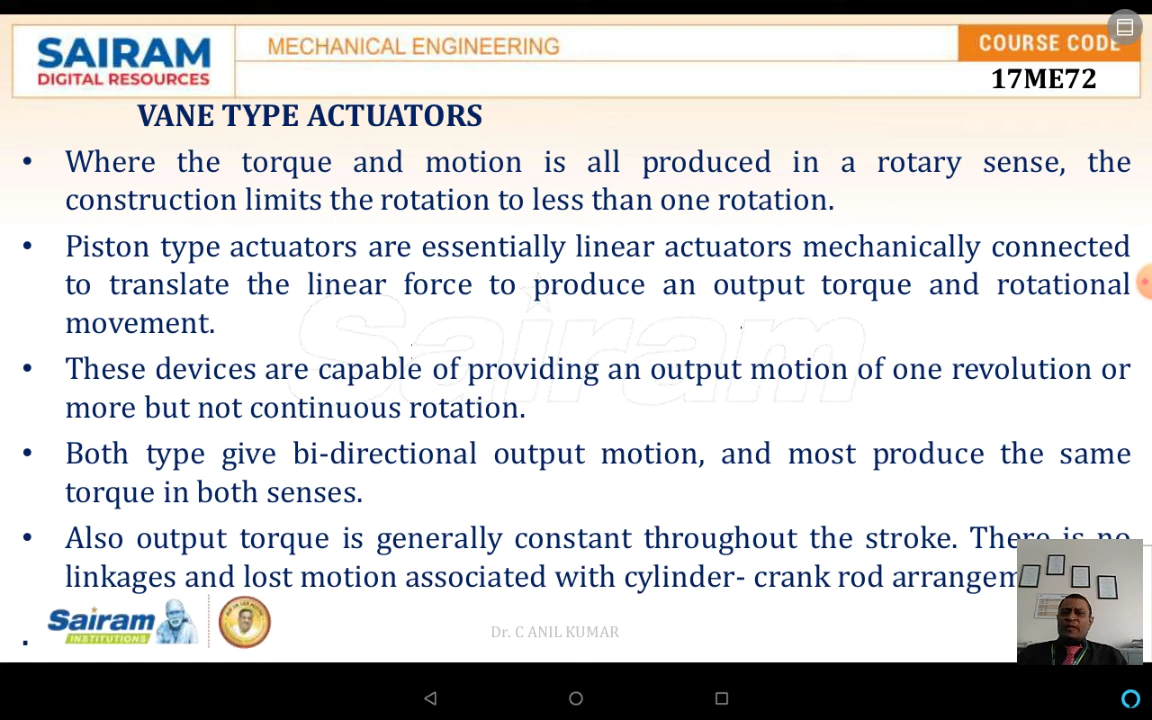 SAIRAM
DIGITAL RESOURCES
MECHANICAL ENGINEERING
COURSE CODE
17ME72
VANE TYPE ACTUATORS
• Where the torque and motion is all produced in a rotary sense, the
construction limits the rotation to less than one rotation.
• Piston type actuators are essentially linear actuators mechanically connected
to translate the linear force to produce an output torque and rotational
movement.
• These devices are capable of providing an output motion of one revolution or
more but not continuous rotation.
• Both type give bi-directional output motion, and most produce the same
torque in both senses.
• Also output torque is generally constant throughout the stroke. There is no
linkages and lost motion associated with cylinder- crank rod arrangem
Sairam
Sairam
INSTITUTIONS
Dr. C ANIL KUMAR